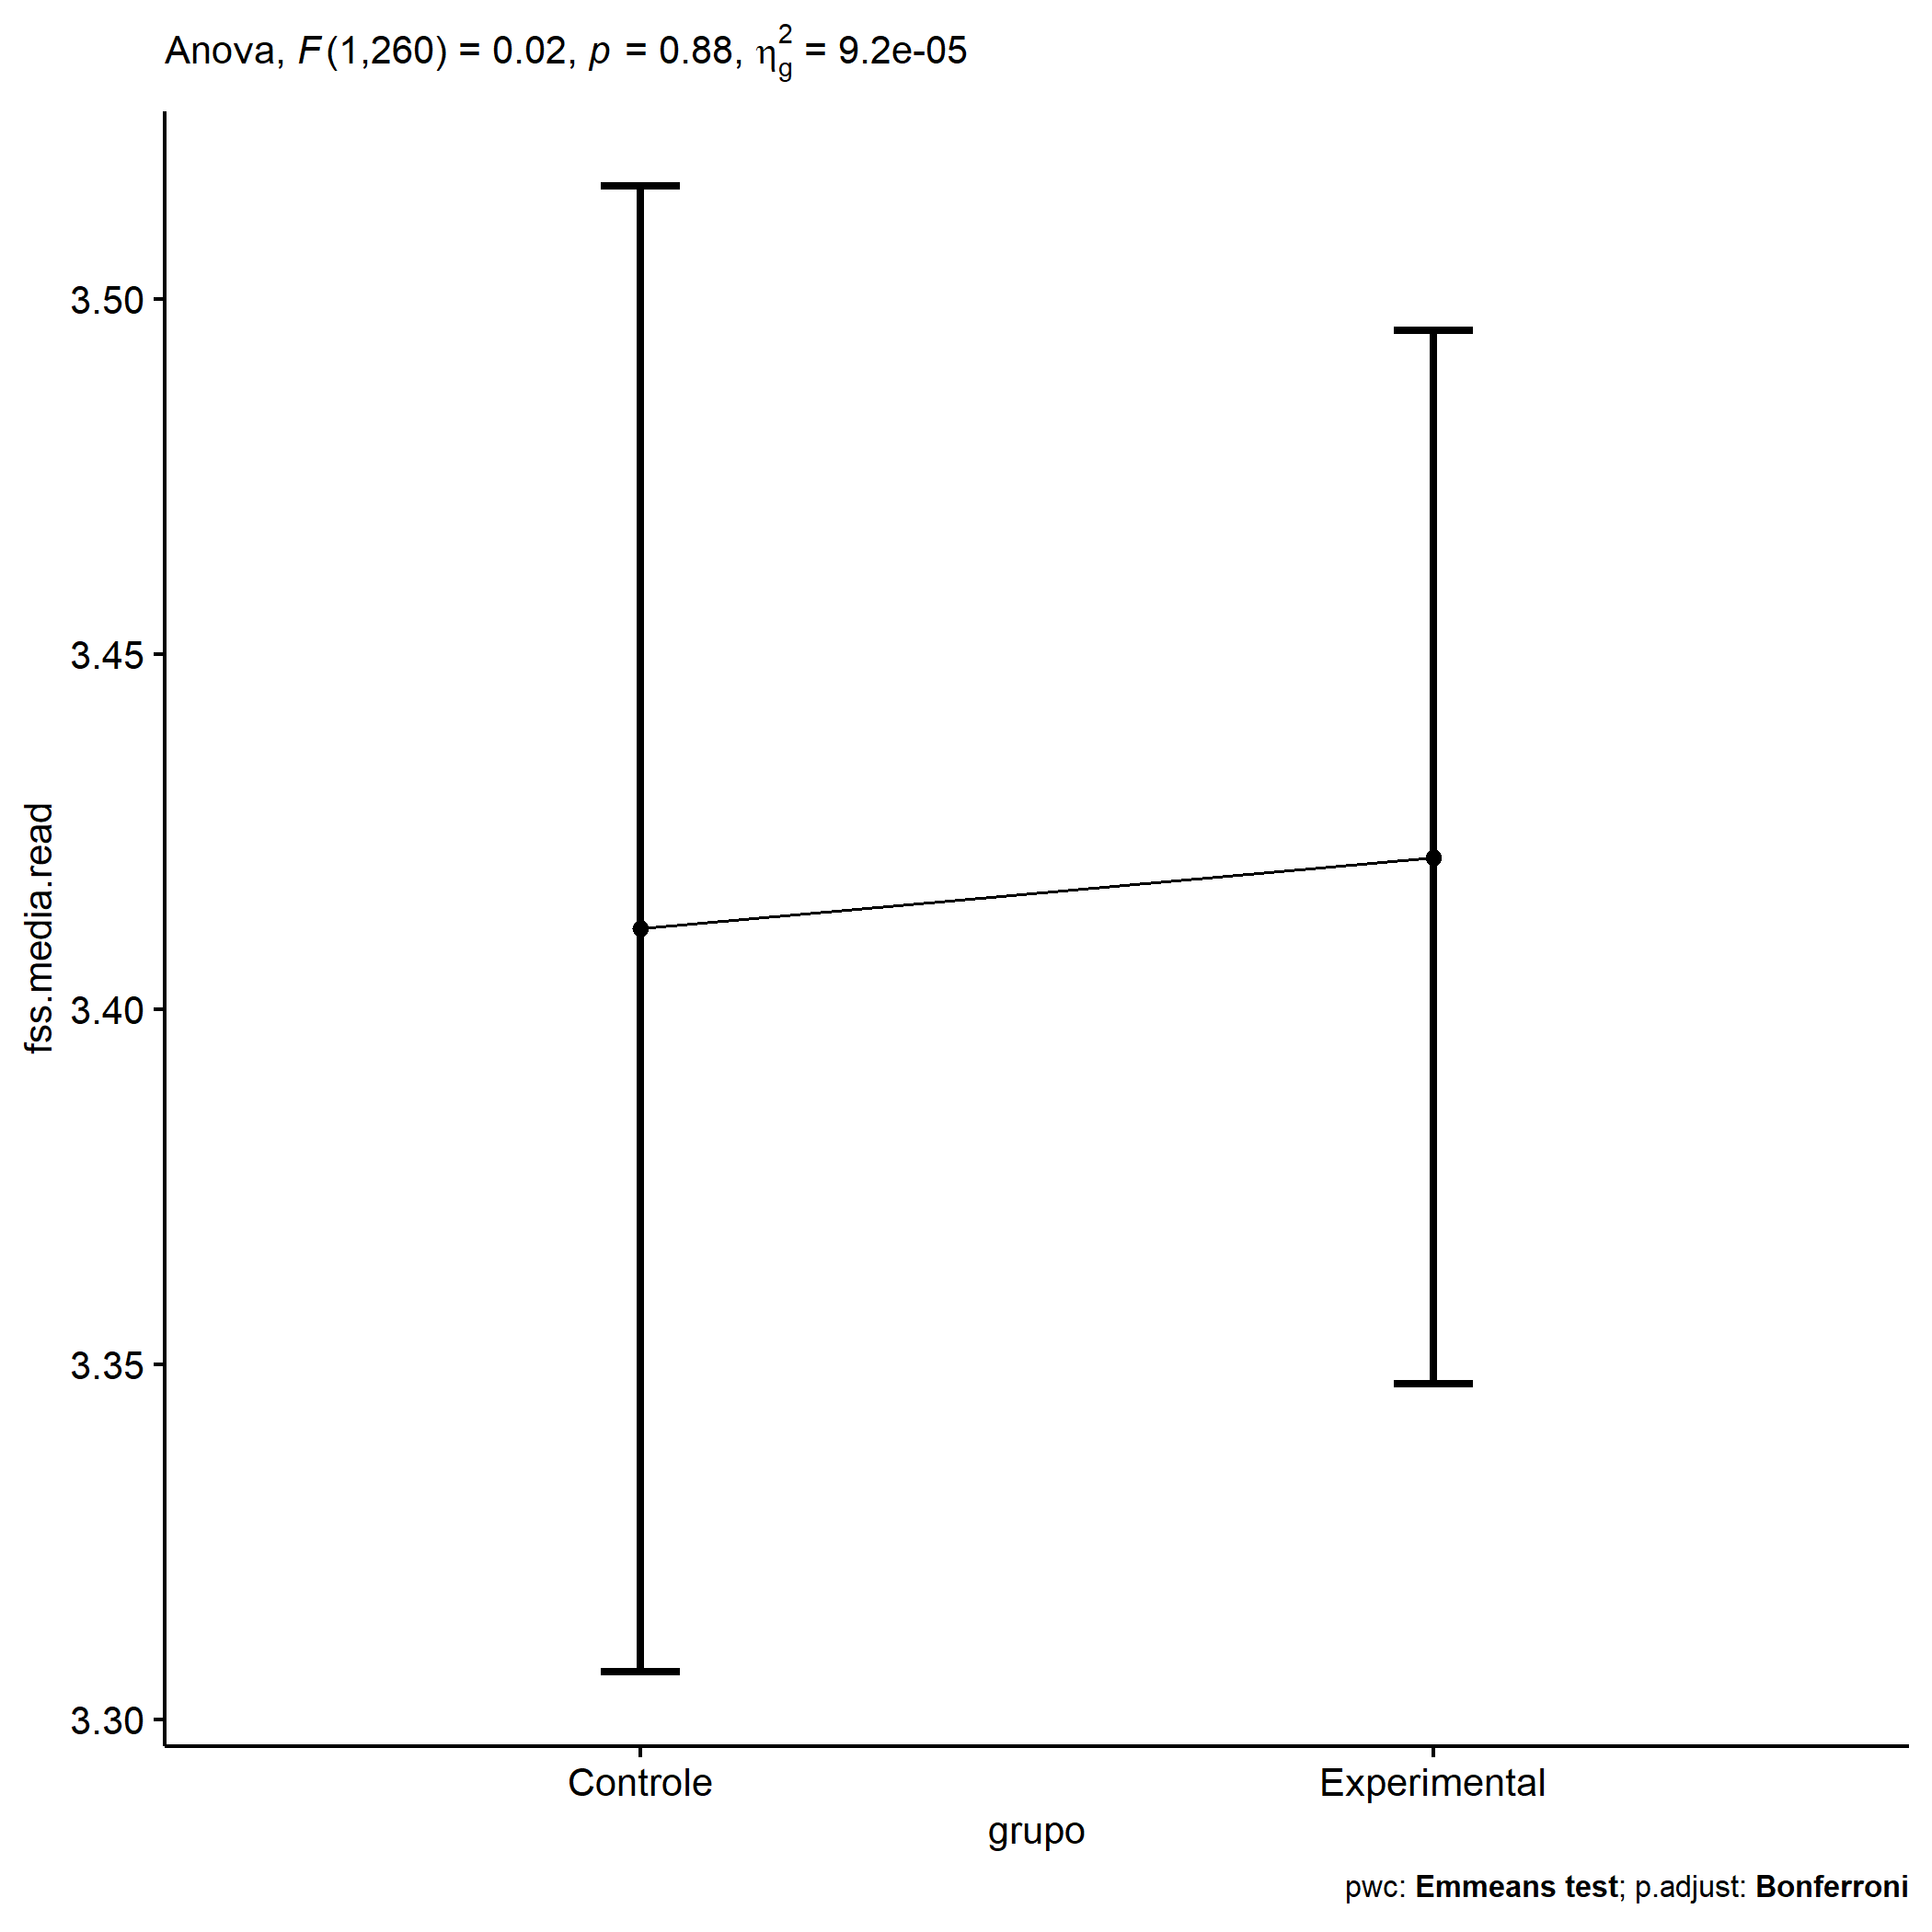 Anova, F(1,260) = 0.02, p = 0.88, η²g = 9.2e-05
3.50
3.45
3.40
3.35
3.30
fss.media.read
Controle
Experimental
grupo
pwc: Emmeans test; p.adjust: Bonferroni